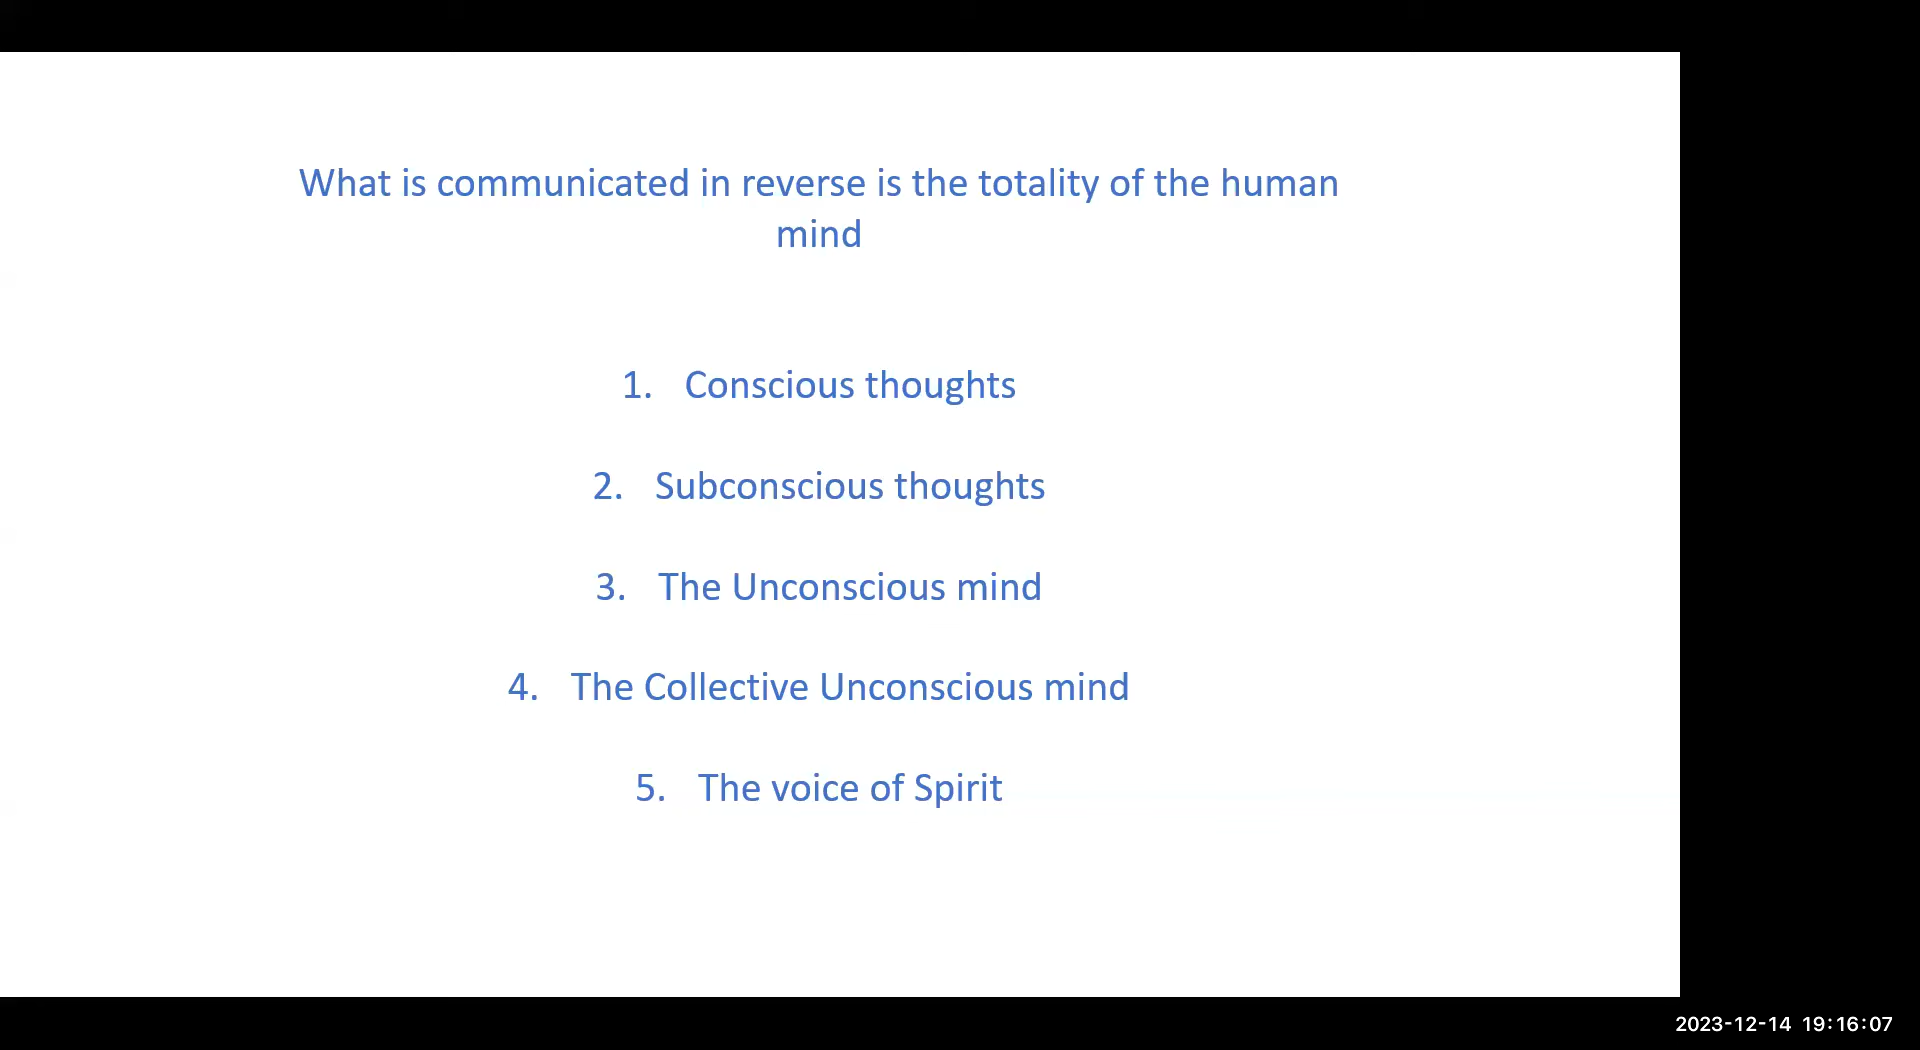 What is communicated in reverse is the totality of the human
mind
1. Conscious thoughts
2. Subconscious thoughts
3. The Unconscious mind
4. The Collective Unconscious mind
5. The voice of Spirit
2023-12-14 19:16:07